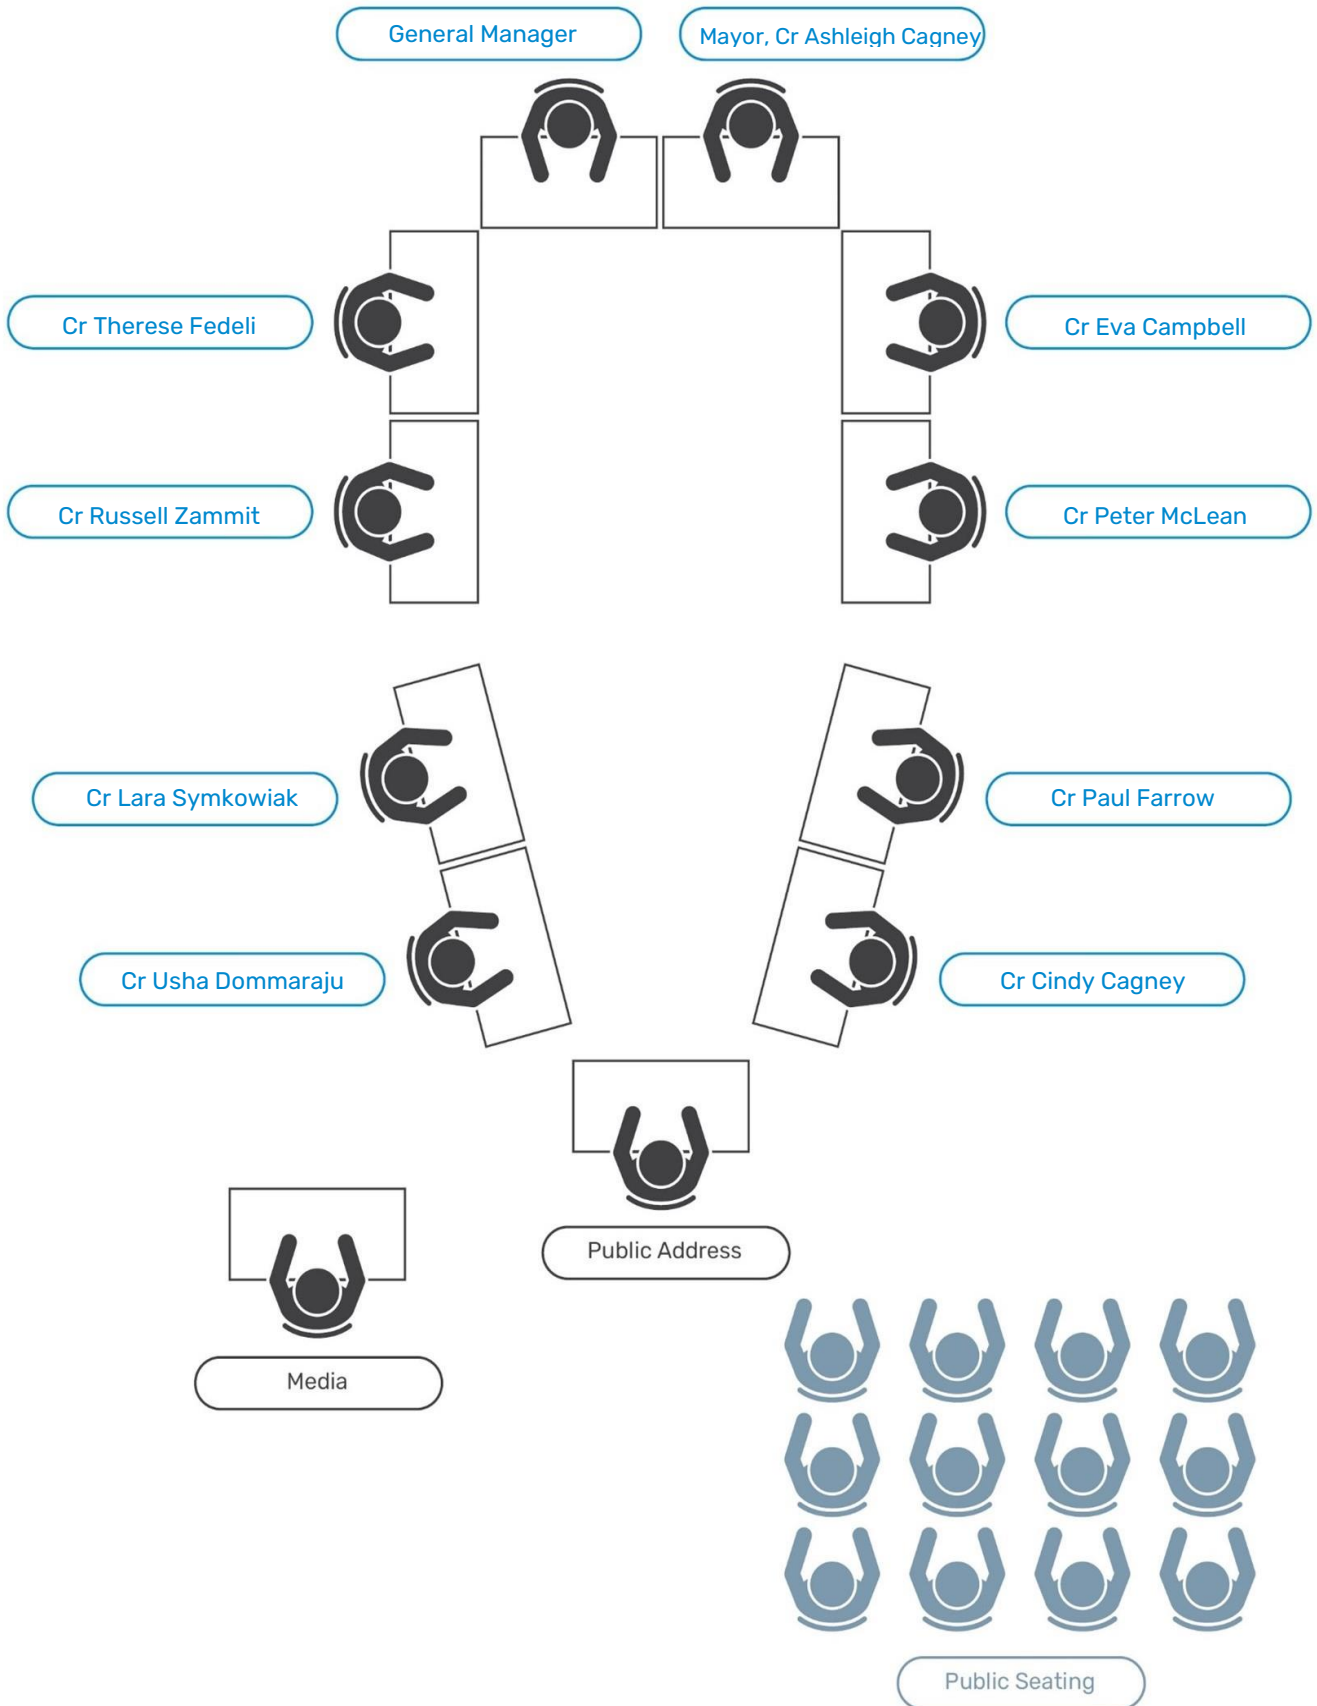 General Manager
Mayor, Cr Ashleigh Cagney
Cr Therese Fedeli
Cr Eva Campbell
Cr Russell Zammit
Cr Peter McLean
Cr Lara Symkowiak
Cr Paul Farrow
Cr Usha Dommaraju
Cr Cindy Cagney
Public Address
Media
Public Seating